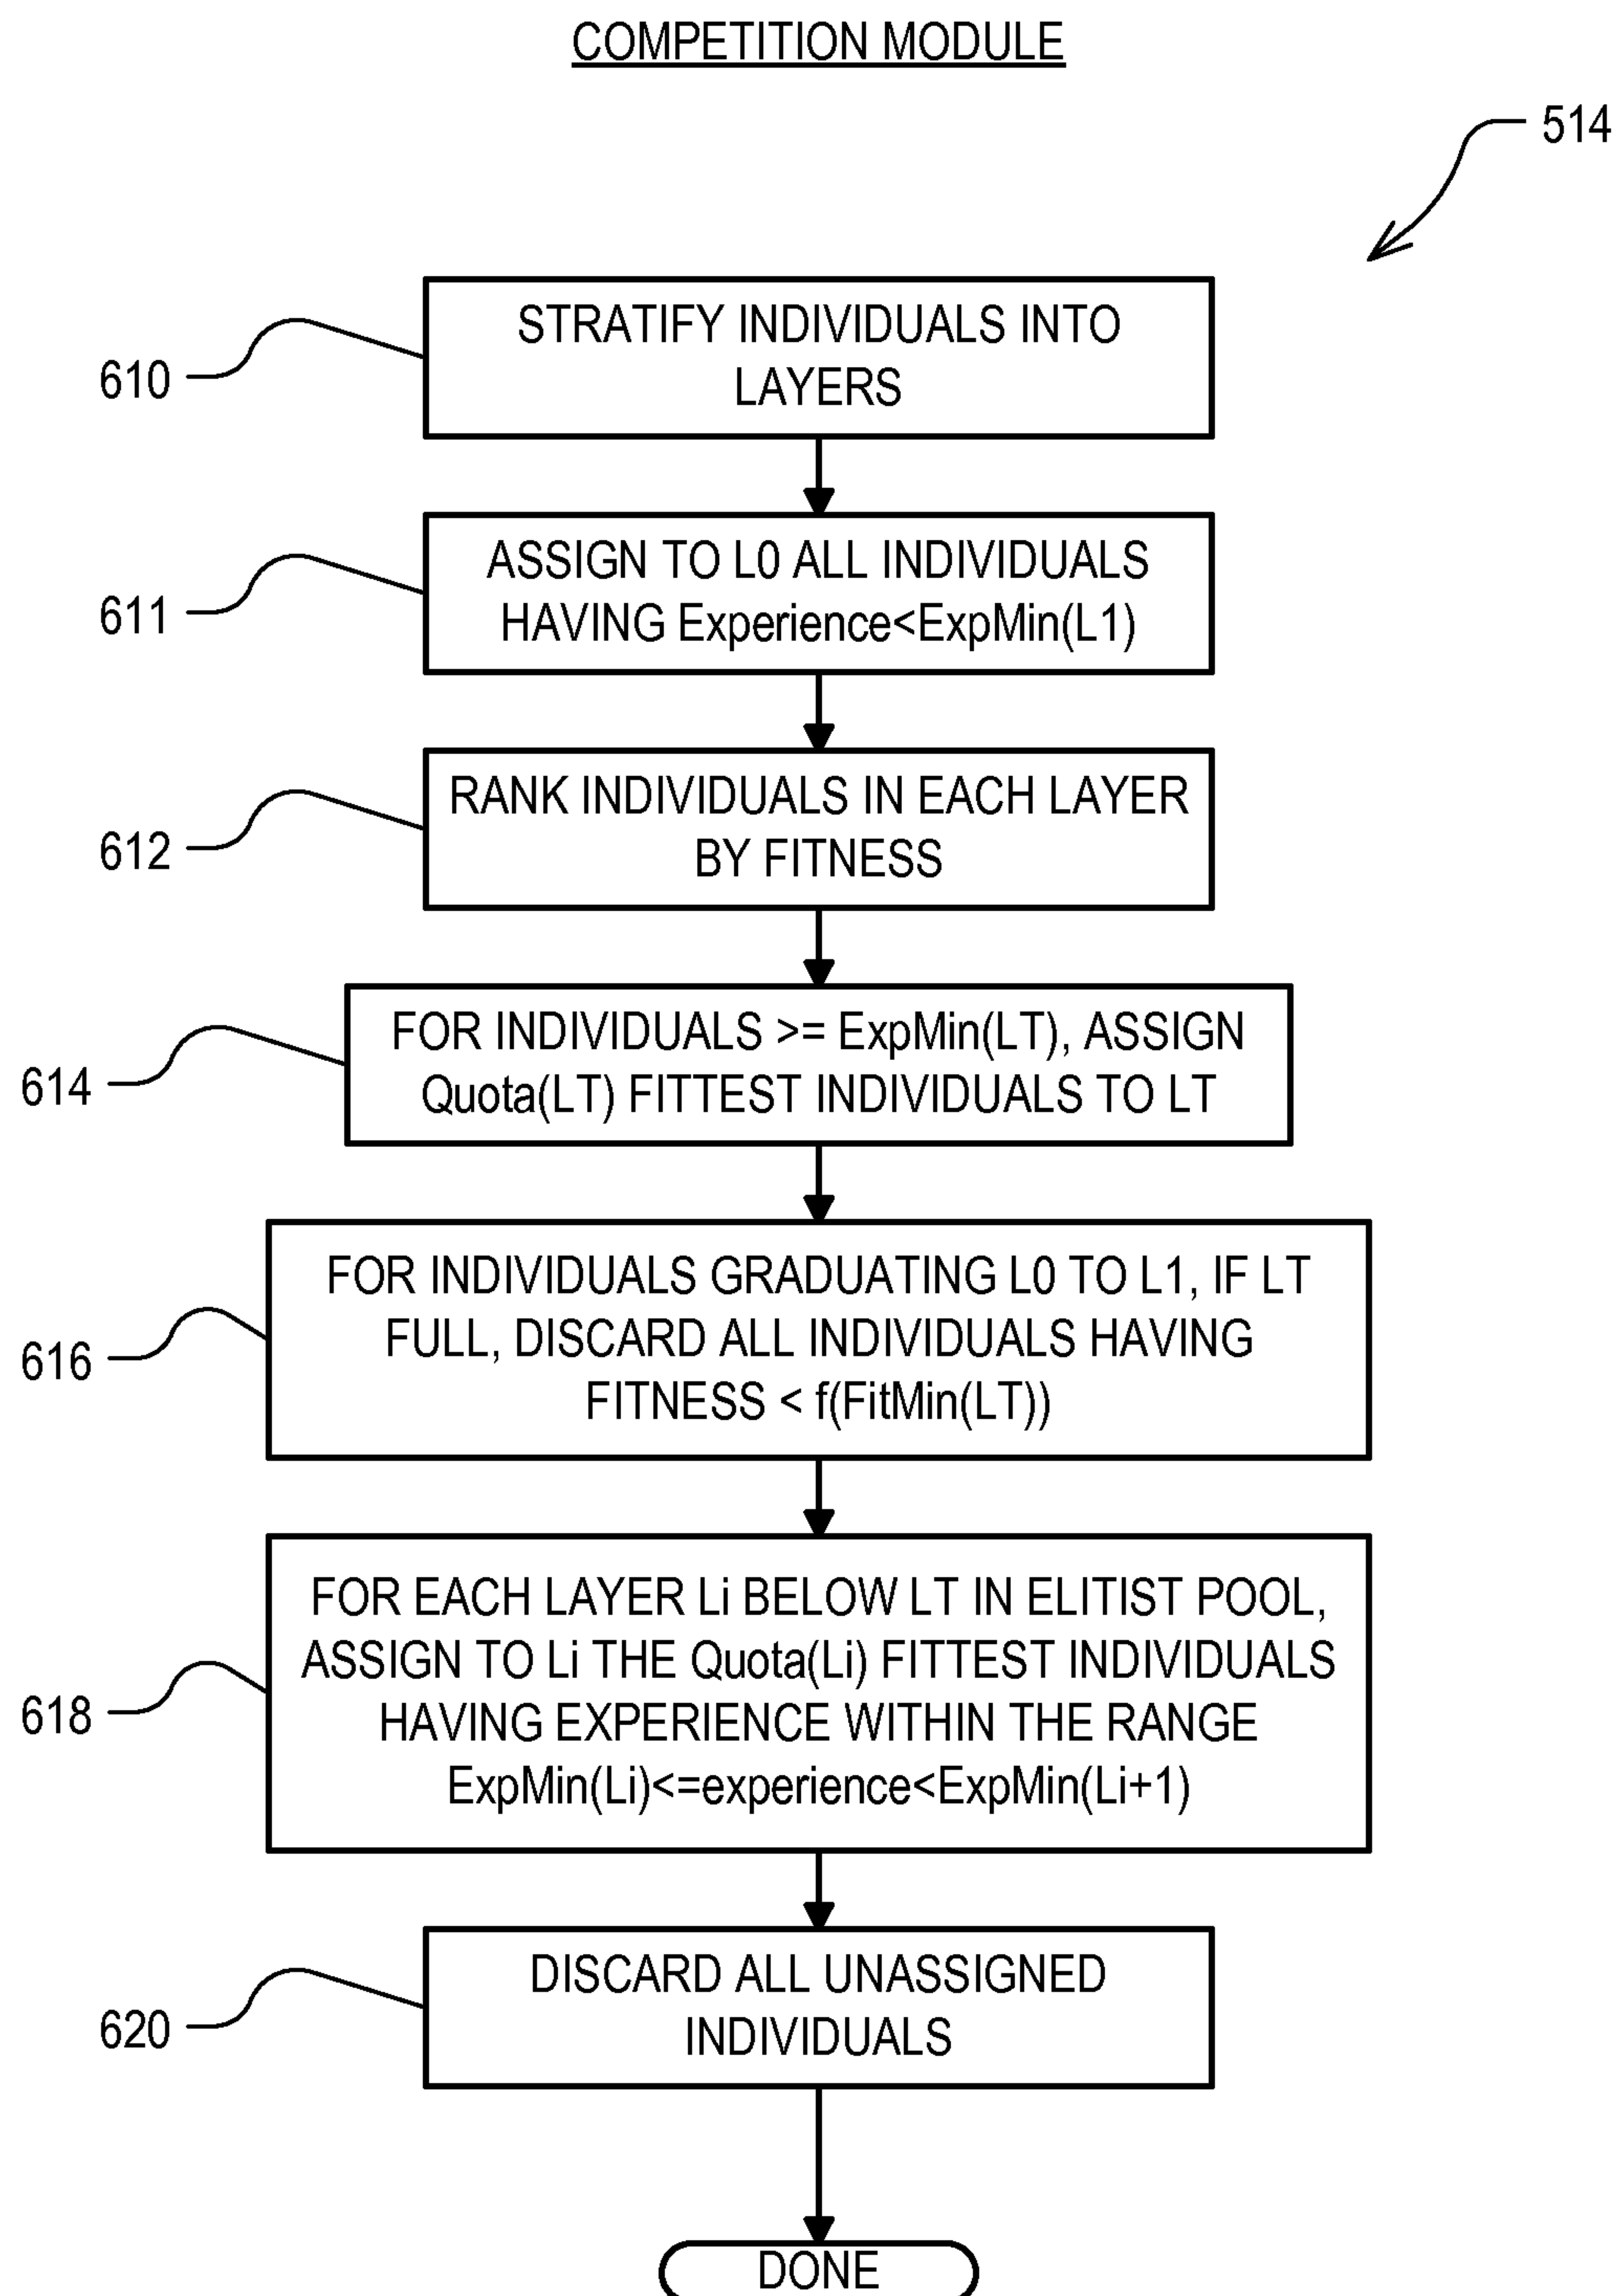 COMPETITION MODULE
514
610
STRATIFY INDIVIDUALS INTO
LAYERS
611
ASSIGN TO L0 ALL INDIVIDUALS
HAVING Experience<ExpMin(L1)
612
RANK INDIVIDUALS IN EACH LAYER
BY FITNESS
614
FOR INDIVIDUALS >= ExpMin(LT), ASSIGN
Quota(LT) FITTEST INDIVIDUALS TO LT
616
FOR INDIVIDUALS GRADUATING L0 TO L1, IF LT
FULL, DISCARD ALL INDIVIDUALS HAVING
FITNESS < f(FitMin(LT))
618
FOR EACH LAYER Li BELOW LT IN ELITIST POOL,
ASSIGN TO Li THE Quota(Li) FITTEST INDIVIDUALS
HAVING EXPERIENCE WITHIN THE RANGE
ExpMin(Li)<=experience<ExpMin(Li+1)
620
DISCARD ALL UNASSIGNED
INDIVIDUALS
DONE